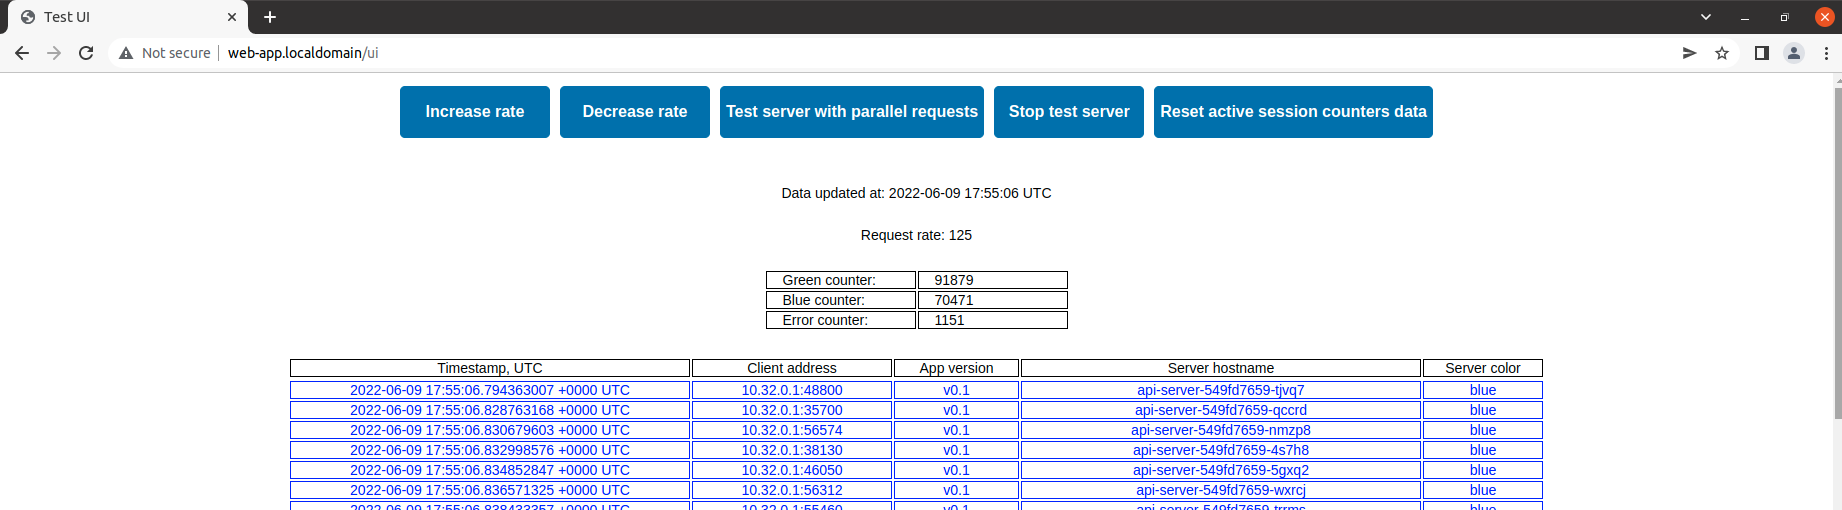 Test UI
Not secure web-app.localdomain/ui
Increase rate Decrease rate Test server with parallel requests Stop test server Reset active session counters data
Data updated at: 2022-06-09 17:55:06 UTC
Request rate: 125
Green counter: 91879
Blue counter: 70471
Error counter: 1151
Timestamp, UTC Client address App version Server hostname Server color
2022-06-09 17:55:06.794363007 +0000 UTC 10.32.0.1:48800 v0.1 api-server-549fd7659-tjvq7 blue
2022-06-09 17:55:06.828763168 +0000 UTC 10.32.0.1:35700 v0.1 api-server-549fd7659-qccrd blue
2022-06-09 17:55:06.830679603 +0000 UTC 10.32.0.1:56574 v0.1 api-server-549fd7659-nmzp8 blue
2022-06-09 17:55:06.832998576 +0000 UTC 10.32.0.1:38130 v0.1 api-server-549fd7659-4s7h8 blue
2022-06-09 17:55:06.834852847 +0000 UTC 10.32.0.1:46050 v0.1 api-server-549fd7659-5gxq2 blue
2022-06-09 17:55:06.836571325 +0000 UTC 10.32.0.1:56312 v0.1 api-server-549fd7659-wxrcj blue
2022-06-09 +0000 UTC v0.1 blue